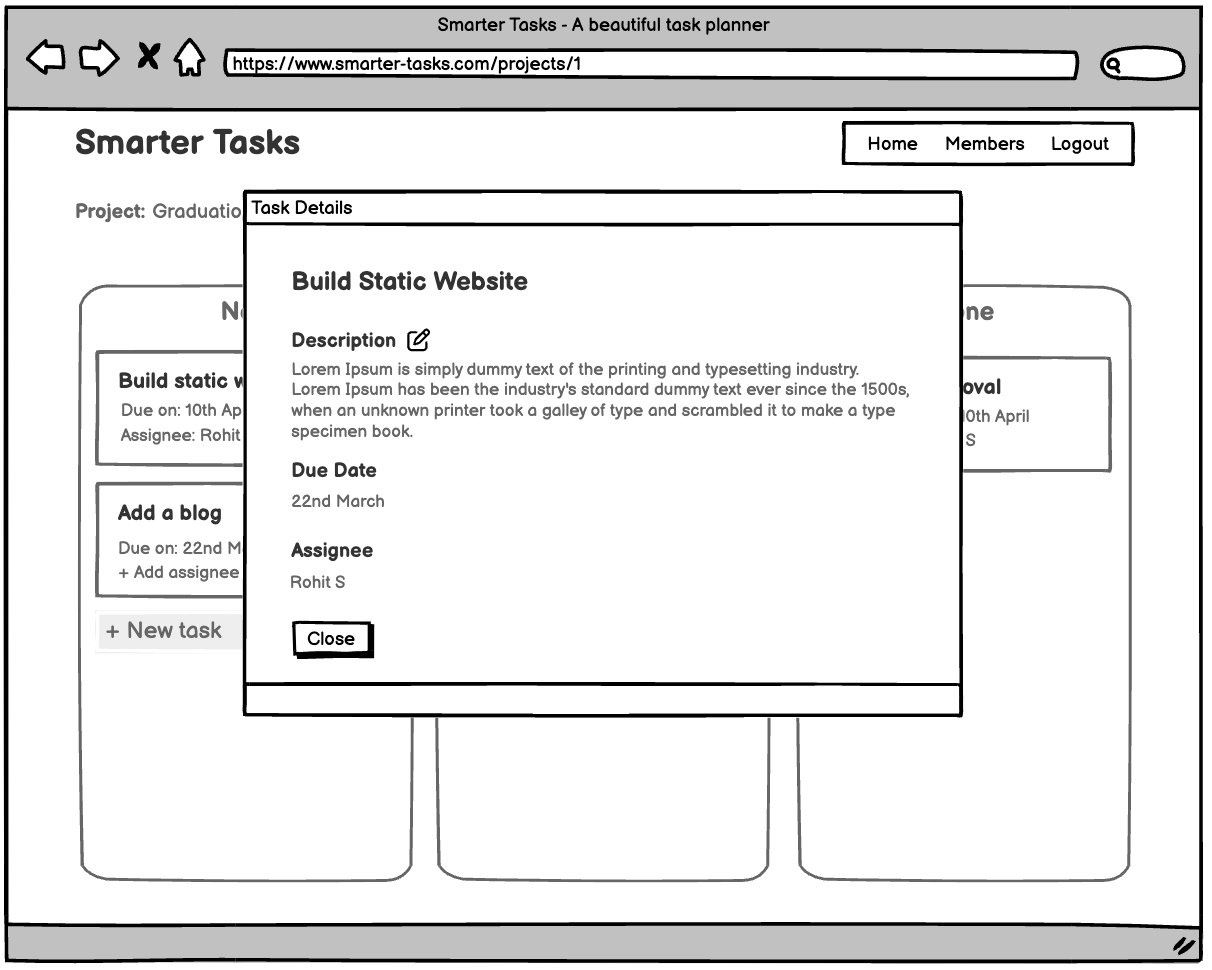 Smarter Tasks - A beautiful task planner
https://www.smarter-tasks.com/projects/1
Smarter Tasks
Home Members Logout
Project: Graduatio
Task Details
Build Static Website
Description
Lorem Ipsum is simply dummy text of the printing and typesetting industry.
Lorem Ipsum has been the industry's standard dummy text ever since the 1500s,
when an unknown printer took a galley of type and scrambled it to make a type
specimen book.
Due Date
22nd March
Assignee
Rohit S
Close
Build static w
Due on: 10th Ap
Assignee: Rohit
Add a blog
Due on: 22nd M
+ Add assignee
+ New task
ne
oval
10th April
S